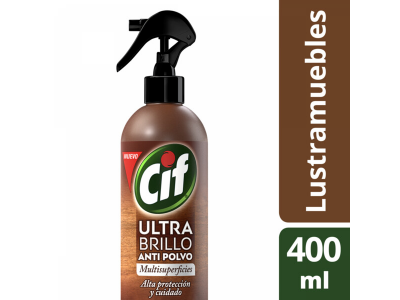 NUEVO
Cif
ULTRA
BRILLO
ANTI POLVO
Multisuperficies
Alta protección
y cuidado
Lustramuebles
400
ml